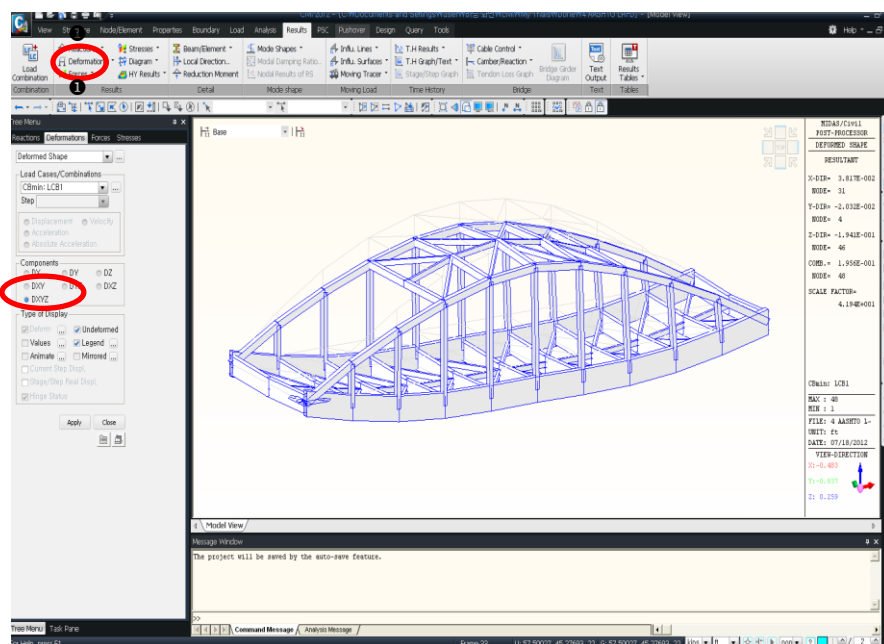 View Node/Element Properties Boundary Load Analysis Results PSC Pushover Design Query Tools Help
Load Combination
Deformation
Stresses
Diagram
HY Results
Beam/Element
Local Direction...
Reduction Moment
Mode Shapes
Modal Damping Ratio...
Nodal Results of RS
Influ. Lines
Influ. Surfaces
Moving Tracer
T.H Results
T.H Graph/Text
Stage/Step Graph
Cable Control
Camber/Reaction
Tendon Loss Graph
Bridge Girder Diagram
Text Output
Results Tables
Combination Results Detail Mode shape Moving Load Time History Bridge Text Tables
❶
Tree Menu
Reactions Deformations Forces Stresses
Deformed Shape
Load Cases/Combinations
CBmin: LCB1
Step
Displacement Velocity
Acceleration
Absolute Acceleration
Components
DX DY DZ
DXY DYZ DXZ
DXYZ
Type of Display
Deform ... Undeformed
Values ... Legend ...
Animate ... Mirrored ...
Current Step Displ.
Stage/Step Real Displ.
Hinge Status
Apply Close
Base
MIDAS/Civil
POST-PROCESSOR
DEFORMED SHAPE
RESULTANT
X-DIR= 3.817E-002
NODE= 31
Y-DIR= -2.032E-002
NODE= 4
Z-DIR= -1.942E-001
NODE= 46
COMB.= 1.956E-001
NODE= 48
SCALE FACTOR=
4.194E+001
CBmin: LCB1
MAX : 48
MIN : 1
FILE: 4 AASHTO L~
UNIT: ft
DATE: 07/18/2012
VIEW-DIRECTION
X:-0.483
Y:-0.837
Z: 0.259
Model View
Message Window
The project will be saved by the auto-save feature.
>>
Command Message Analysis Message
Tree Menu Task Pane